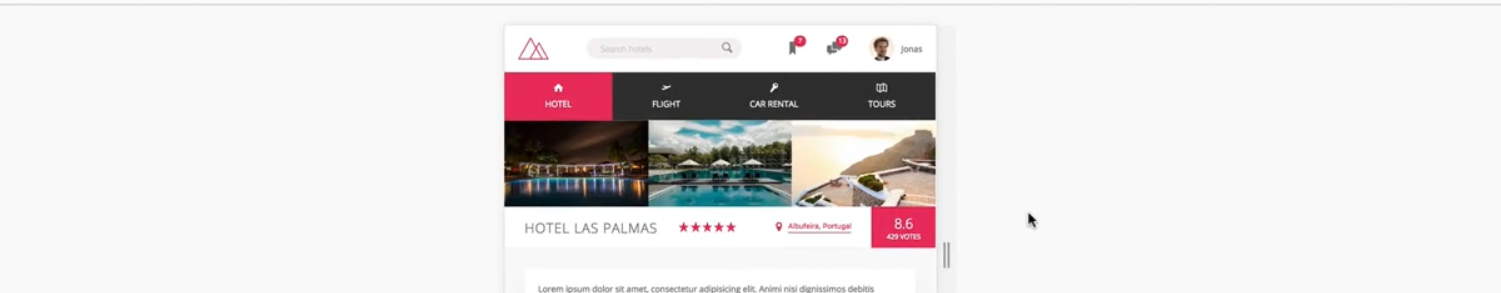 Search hotels
7
13
Jonas
HOTEL
FLIGHT
CAR RENTAL
TOURS
HOTEL LAS PALMAS
Albufeira, Portugal
8.6
429 VOTES
Lorem ipsum dolor sit amet, consectetur adipisicing elit. Animi nisi dignissimos debitis